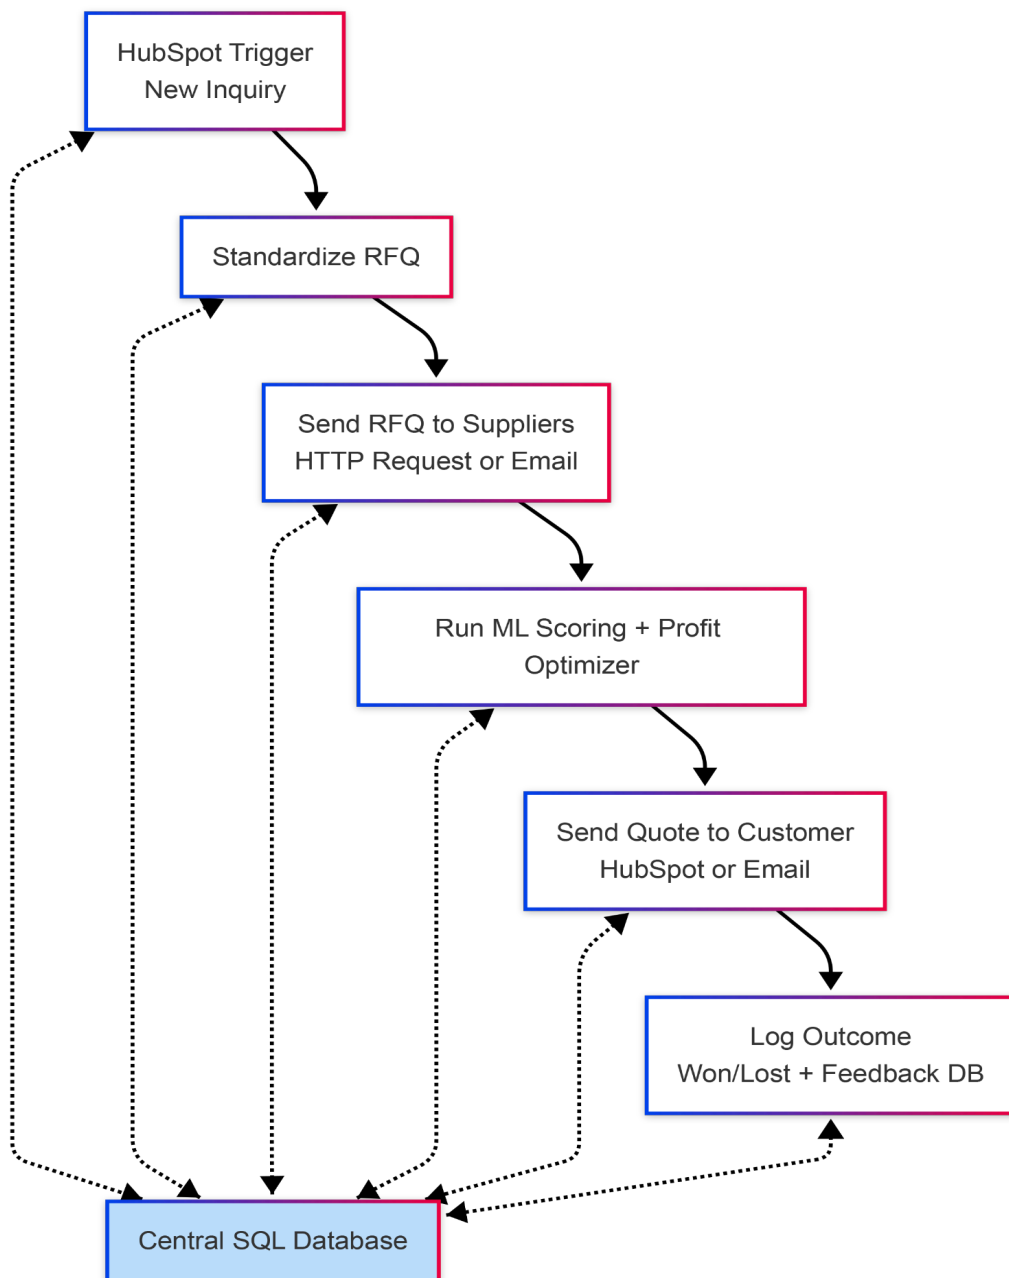 HubSpot Trigger
New Inquiry
Standardize RFQ
Send RFQ to Suppliers
HTTP Request or Email
Run ML Scoring + Profit
Optimizer
Send Quote to Customer
HubSpot or Email
Log Outcome
Won/Lost + Feedback DB
Central SQL Database